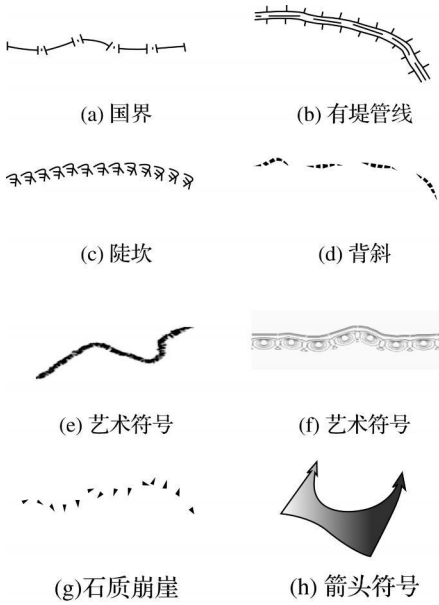 (a) 国界
(b) 有堤管线
(c) 陡坎
(d) 背斜
(e) 艺术符号
(f) 艺术符号
(g)石质崩崖
(h) 箭头符号